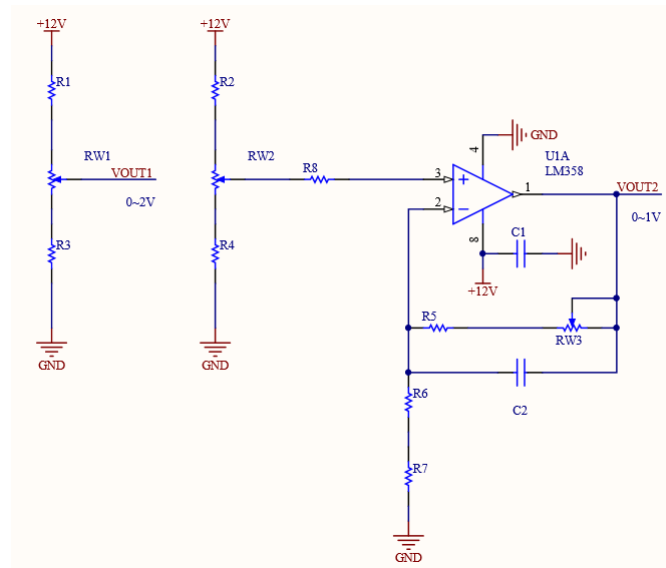 +12V
+12V
R1
R2
4
GND
U1A
LM358
RW1
RW2
R8
VOUT1
3
1
VOUT2
0~2V
2
0~1V
R3
R4
8
C1
+12V
R5
RW3
GND
GND
R6
C2
R7
GND